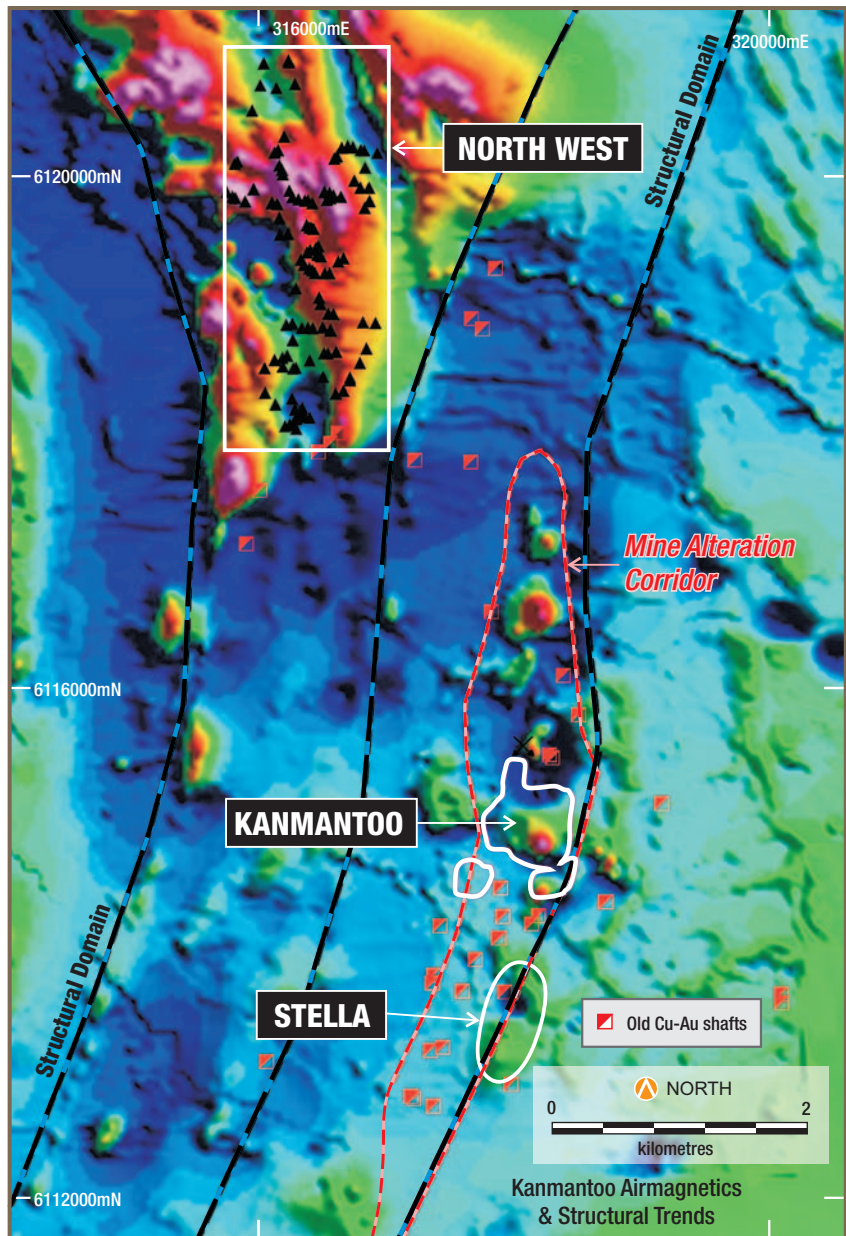 316000mE
320000mE
Structural Domain
NORTH WEST
6120000mN
Mine Alteration
Corridor
6116000mN
KANMANTOO
Structural Domain
STELLA
Old Cu-Au shafts
NORTH
0 2
kilometres
6112000mN
Kanmantoo Airmagnetics
& Structural Trends